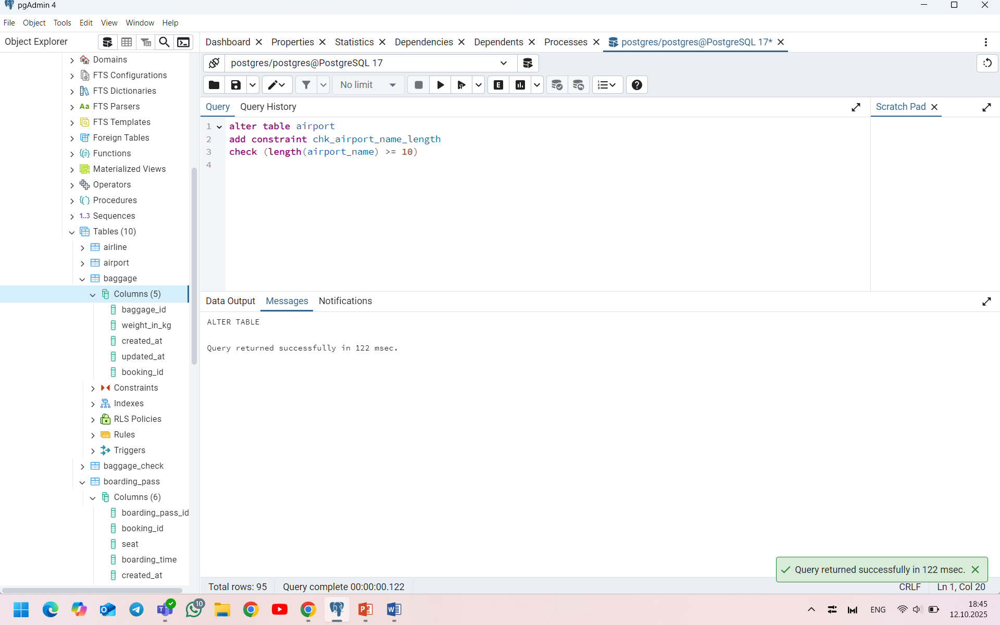 pgAdmin 4
File Object Tools Edit View Window Help
Object Explorer
Dashboard Properties Statistics Dependencies Dependents Processes postgres/postgres@PostgreSQL 17*
postgres/postgres@PostgreSQL 17
No limit
E
Query Query History
Scratch Pad
1 alter table airport
2 add constraint chk_airport_name_length
3 check (length(airport_name) >= 10)
4
Domains
FTS Configurations
FTS Dictionaries
Aa FTS Parsers
FTS Templates
Foreign Tables
Functions
Materialized Views
Operators
Procedures
1..3 Sequences
Tables (10)
airline
airport
baggage
Columns (5)
baggage_id
weight_in_kg
created_at
updated_at
booking_id
Constraints
Indexes
RLS Policies
Rules
Triggers
baggage_check
boarding_pass
Columns (6)
boarding_pass_id
booking_id
seat
boarding_time
created_at
Data Output Messages Notifications
ALTER TABLE
Query returned successfully in 122 msec.
Query returned successfully in 122 msec.
Total rows: 95 Query complete 00:00:00.122
CRLF Ln 1, Col 20
10
ENG
18:45
12.10.2025